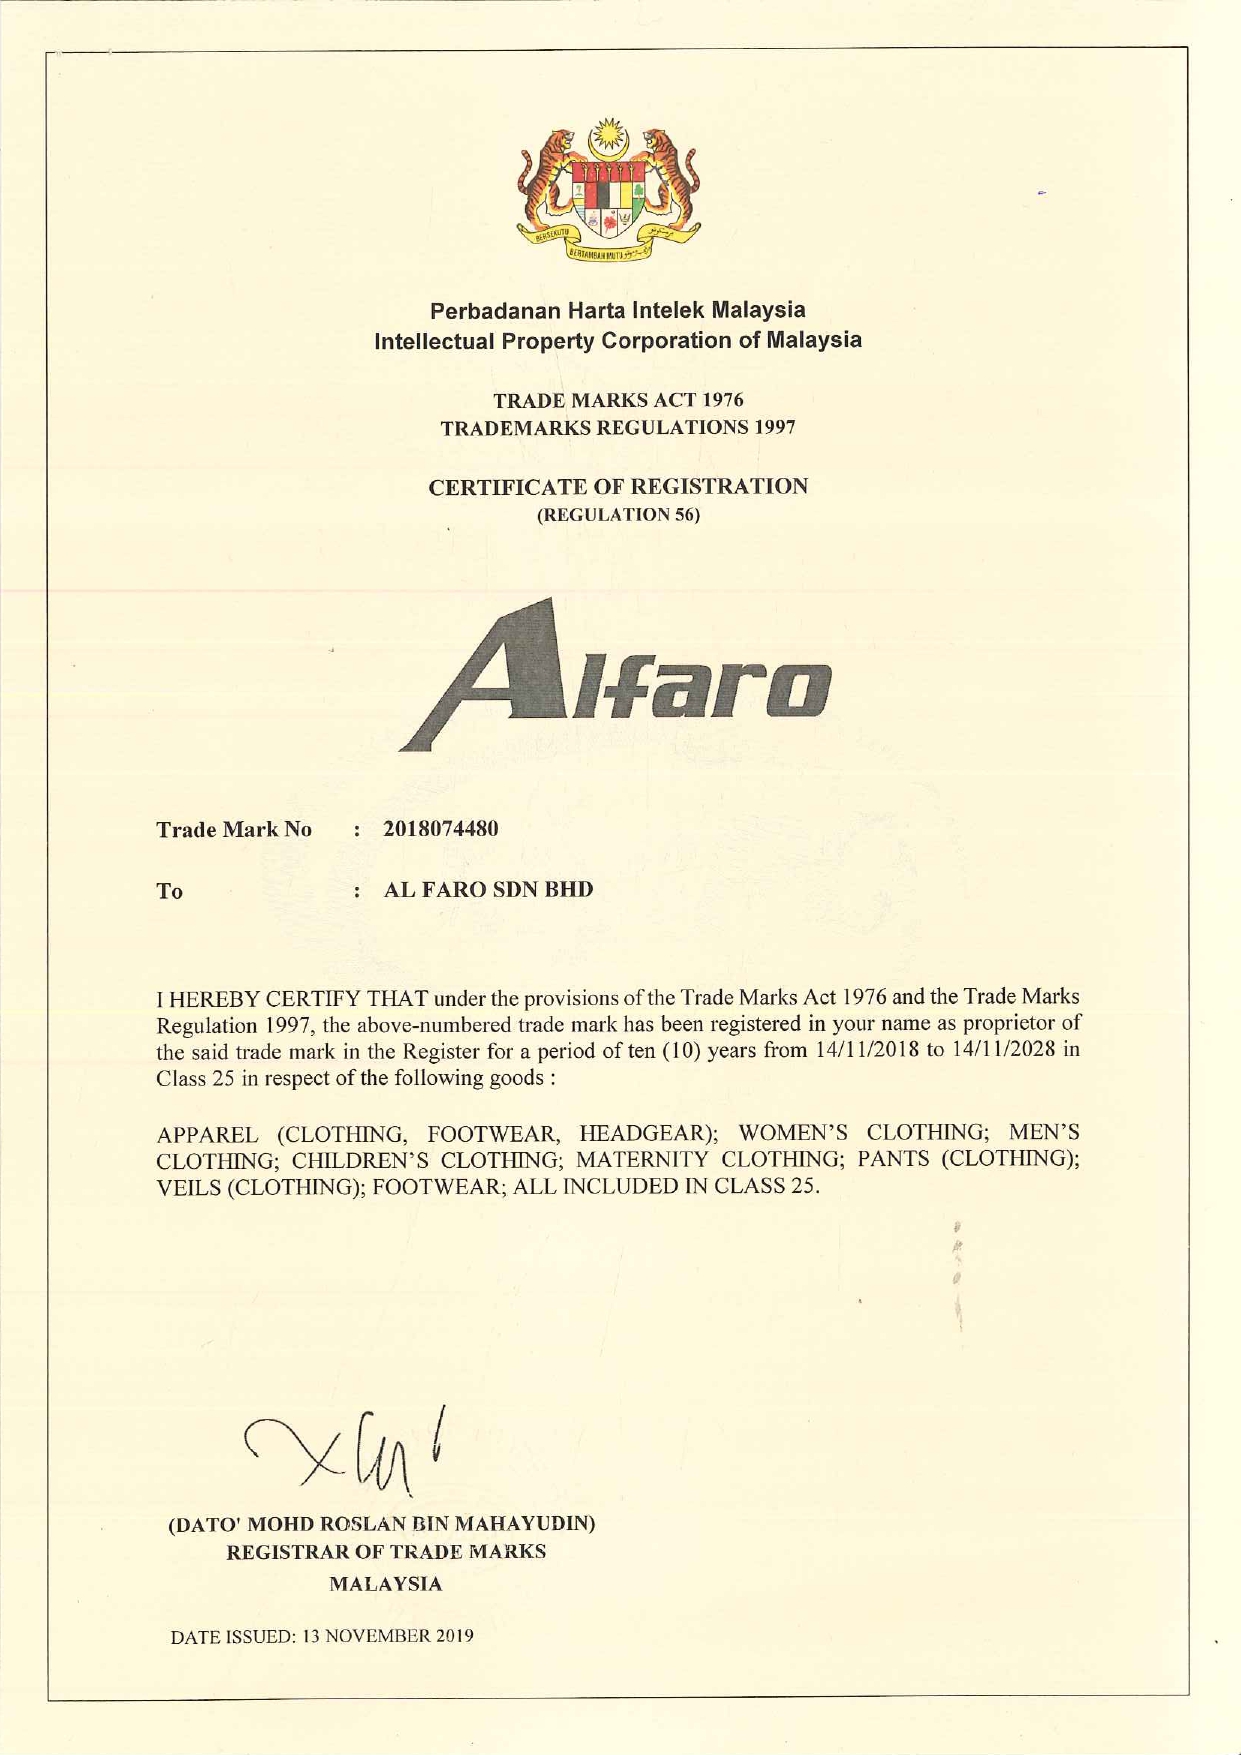 BERSEKUTU
BERTAMBAH MUTU
Perbadanan Harta Intelek Malaysia
Intellectual Property Corporation of Malaysia
TRADE MARKS ACT 1976
TRADEMARKS REGULATIONS 1997
CERTIFICATE OF REGISTRATION
(REGULATION 56)
Alfaro
Trade Mark No : 2018074480
To : AL FARO SDN BHD
I HEREBY CERTIFY THAT under the provisions of the Trade Marks Act 1976 and the Trade Marks
Regulation 1997, the above-numbered trade mark has been registered in your name as proprietor of
the said trade mark in the Register for a period of ten (10) years from 14/11/2018 to 14/11/2028 in
Class 25 in respect of the following goods :
APPAREL (CLOTHING, FOOTWEAR, HEADGEAR); WOMEN'S CLOTHING; MEN'S
CLOTHING; CHILDREN'S CLOTHING; MATERNITY CLOTHING; PANTS (CLOTHING);
VEILS (CLOTHING); FOOTWEAR; ALL INCLUDED IN CLASS 25.
(DATO' MOHD ROSLAN BIN MAHAYUDIN)
REGISTRAR OF TRADE MARKS
MALAYSIA
DATE ISSUED: 13 NOVEMBER 2019